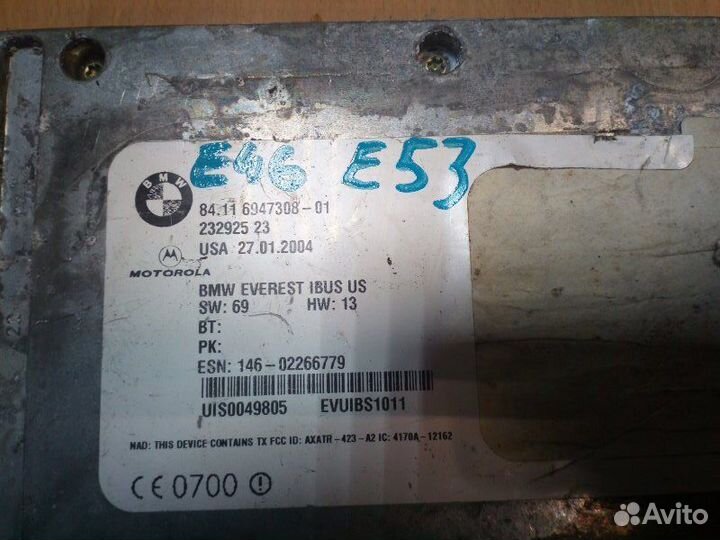 E46 E53
BMW
84.11 6947308-01
232925 23
USA 27.01.2004
MOTOROLA
BMW EVEREST IBUS US
SW: 69 HW: 13
BT:
PK:
ESN: 146-02266779
UIS0049805 EVUIBS1011
NAD: THIS DEVICE CONTAINS TX FCC ID: AXATR-423-A2 IC: 4170A-12162
CE0700
Avito